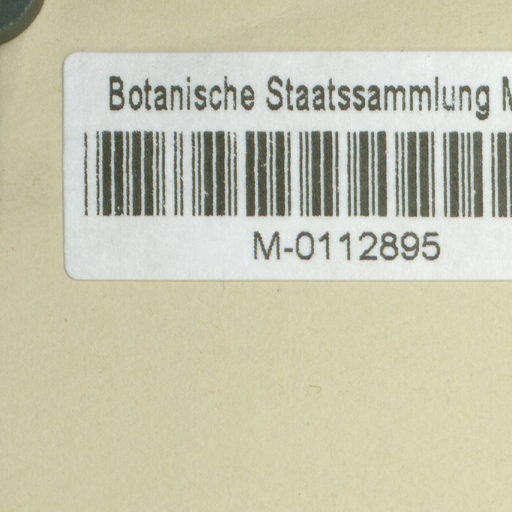 Botanische Staatssammlung
M-0112895